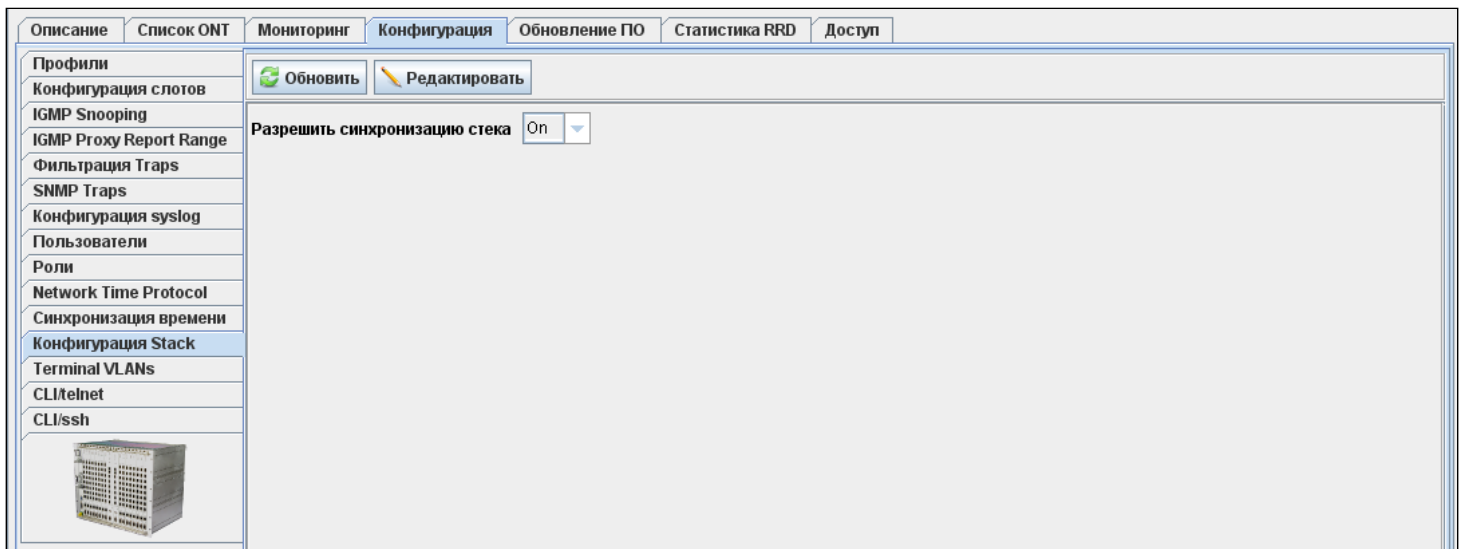 Описание Список ONT Мониторинг Конфигурация Обновление ПО Статистика RRD Доступ
Профили
Конфигурация слотов
IGMP Snooping
IGMP Proxy Report Range
Фильтрация Traps
SNMP Traps
Конфигурация syslog
Пользователи
Роли
Network Time Protocol
Синхронизация времени
Конфигурация Stack
Terminal VLANs
CLI/telnet
CLI/ssh
Обновить Редактировать
Разрешить синхронизацию стека On